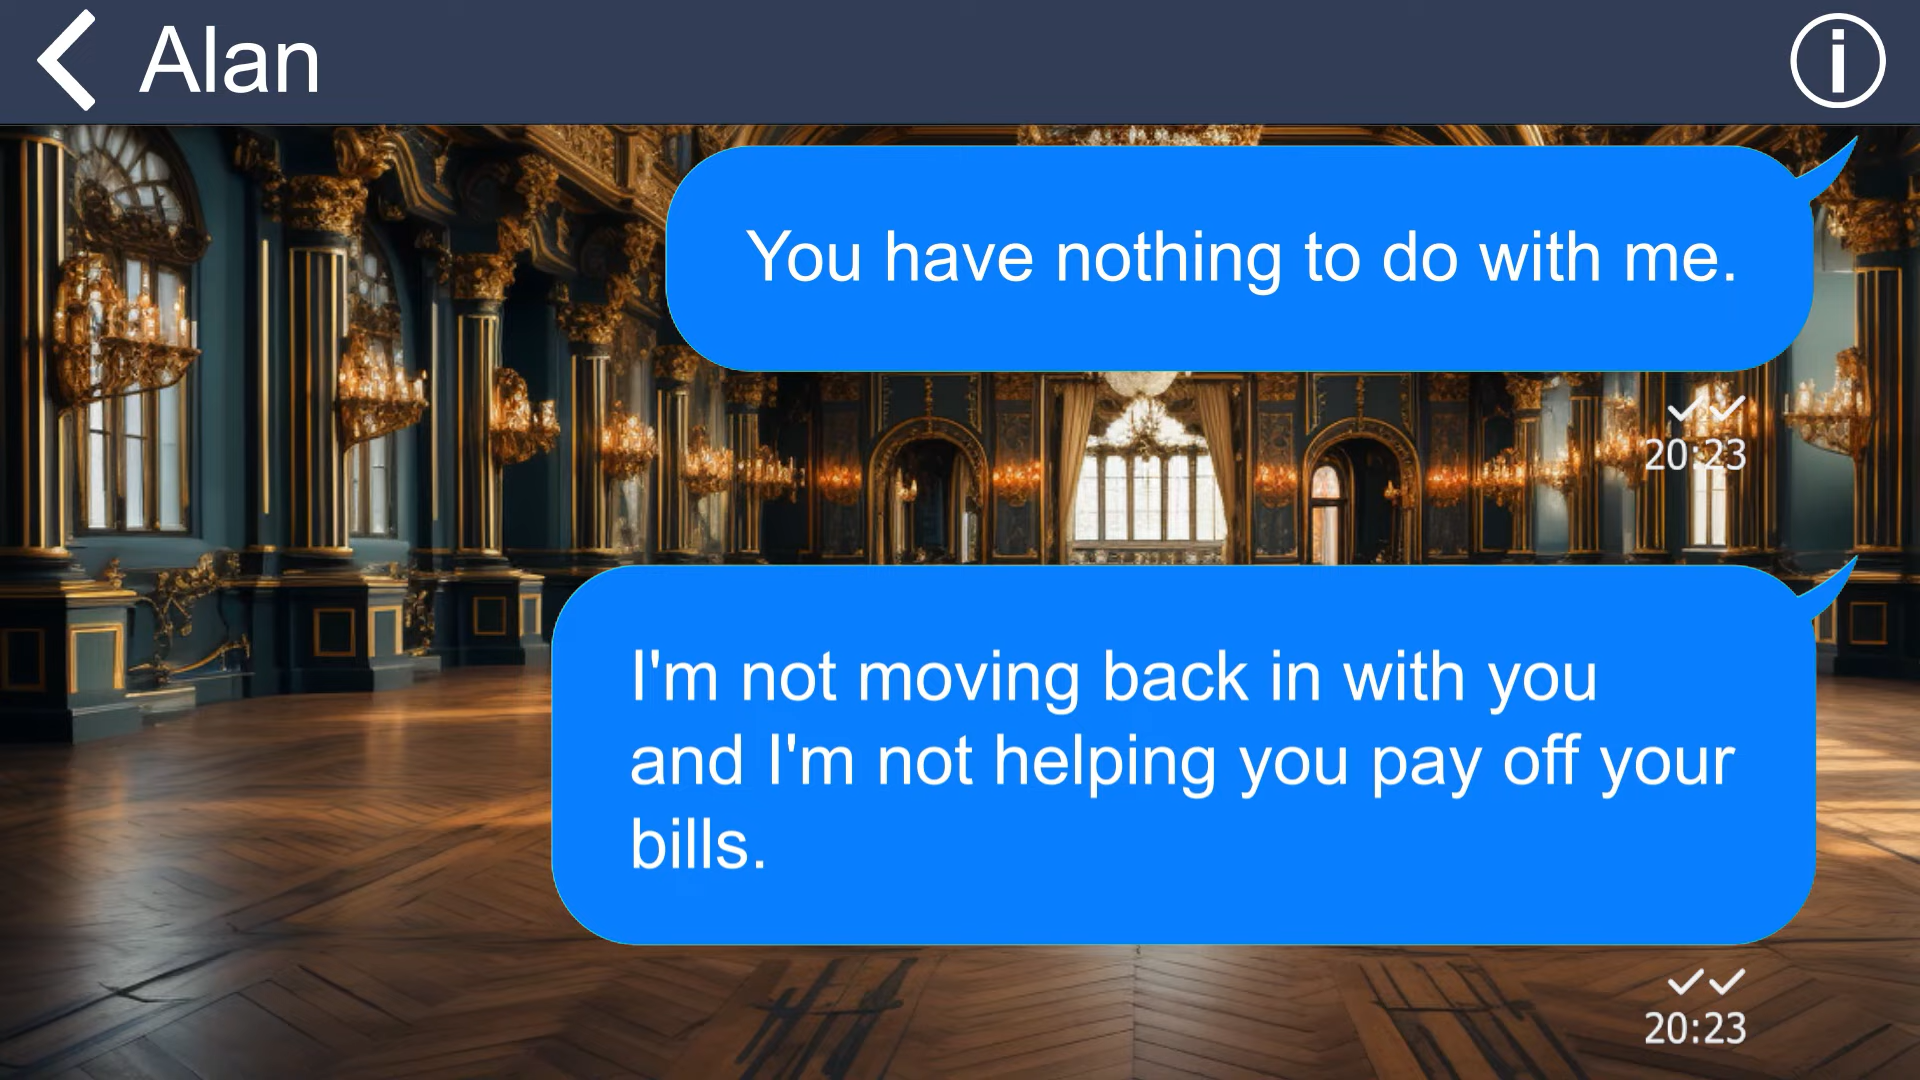 Alan
You have nothing to do with me.
20:23
I'm not moving back in with you
and I'm not helping you pay off your
bills.
20:23